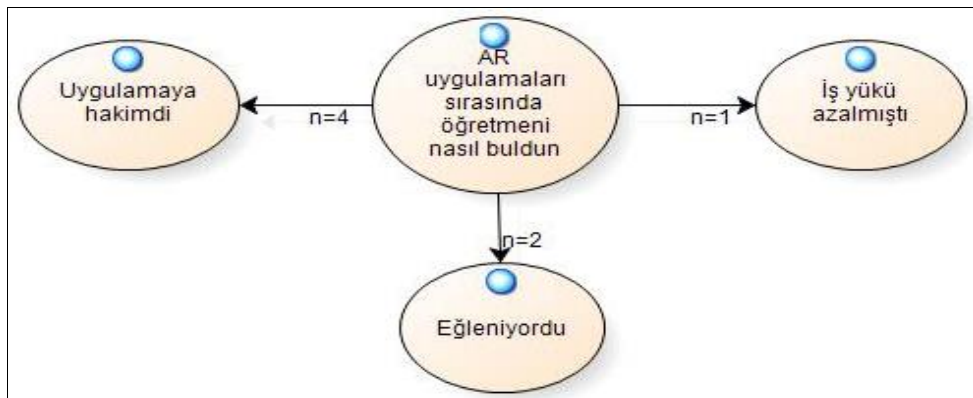 AR
uygulamaları
sırasında
öğretmeni
nasıl buldun
Uygulamaya
hakimdi
n=4
İş yükü
azalmıştı
n=1
n=2
Eğleniyordu